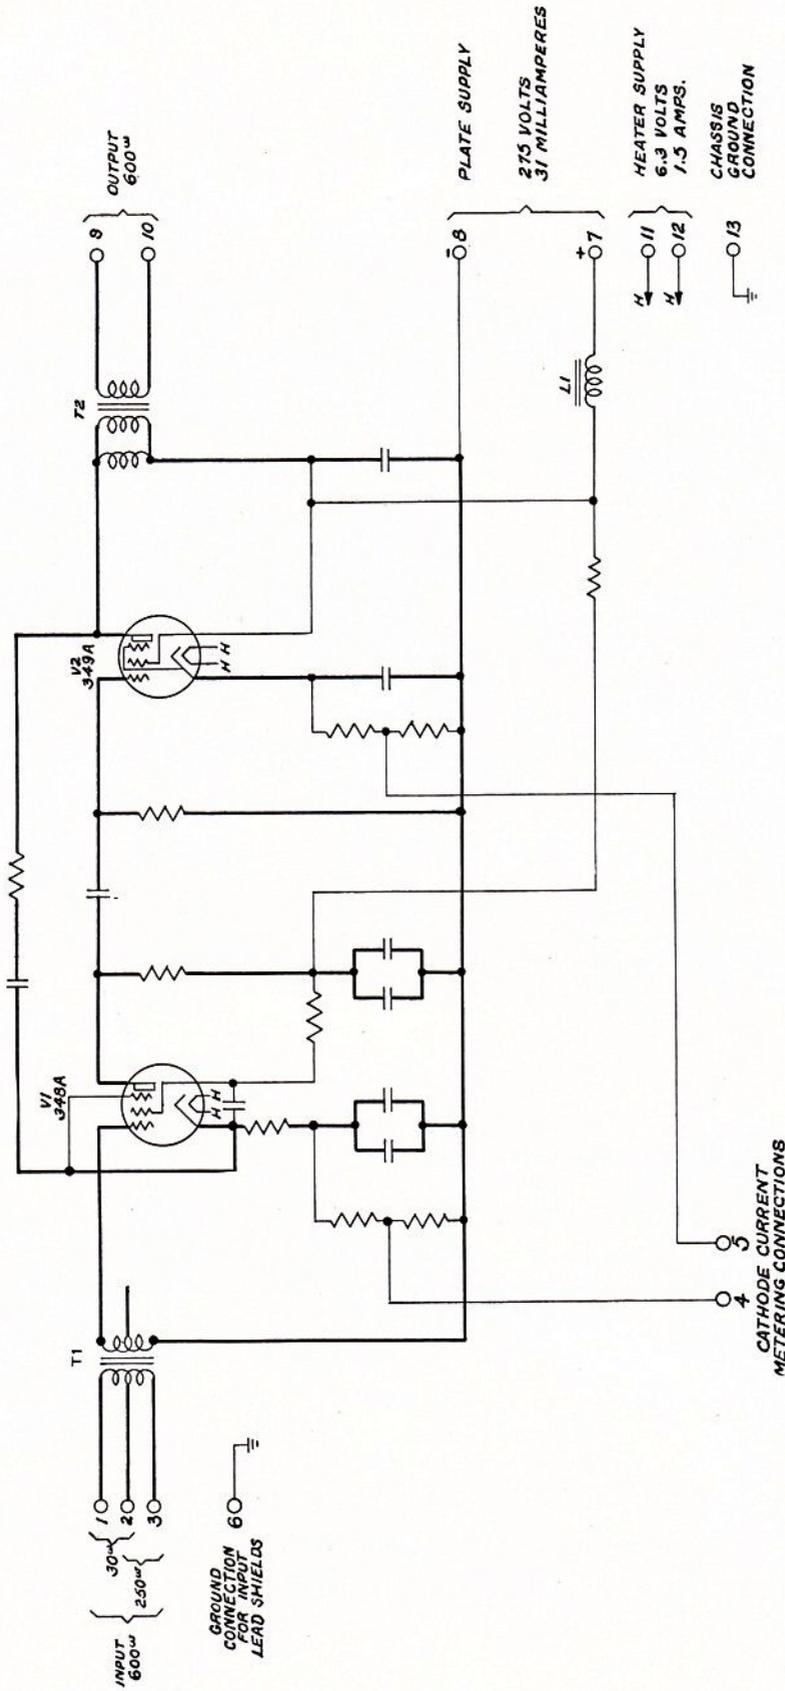 INPUT
600ω
30ω
250ω
1
2
3
GROUND
CONNECTION
FOR INPUT
LEAD SHIELDS
6
T1
V1
348A
H
H
V2
349A
H
H
T2
9
10
OUTPUT
600ω
L1
- 8
+ 7
PLATE SUPPLY
275 VOLTS
31 MILLIAMPERES
H
11
H
12
HEATER SUPPLY
6.3 VOLTS
1.5 AMPS.
13
CHASSIS
GROUND
CONNECTION
4
5
CATHODE CURRENT
METERING CONNECTIONS